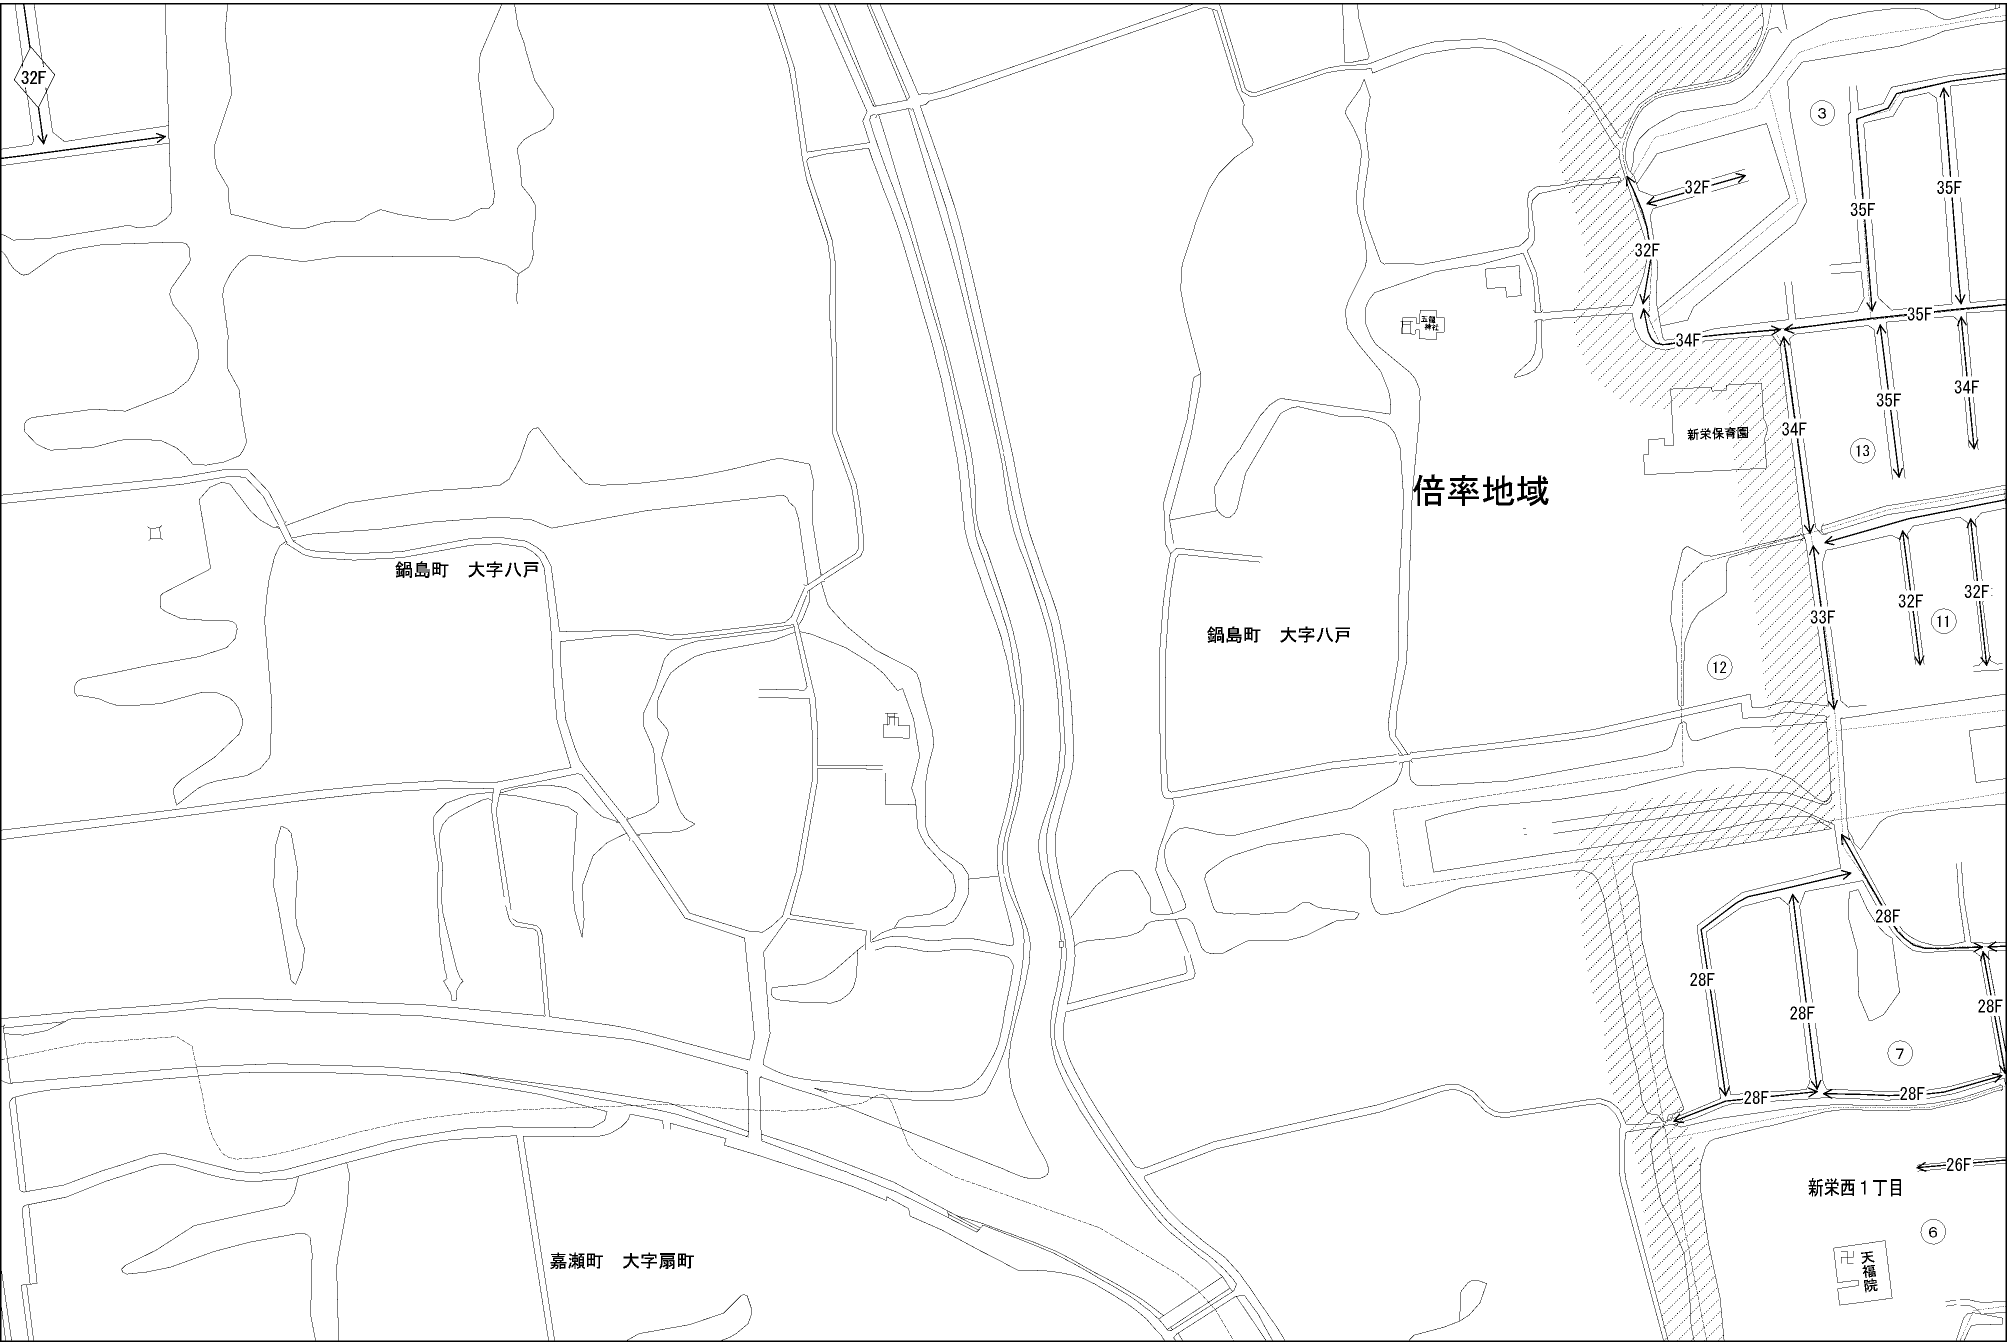 32F
3
35F
35F
32F
32F
五龍
神社
35F
34F
34F
35F
34F
新栄保育園
13
倍率地域
鍋島町 大字八戸
32F
32F
11
33F
鍋島町 大字八戸
12
28F
28F
28F
28F
7
28F
28F
26F
新栄西1丁目
6
嘉瀬町 大字扇町
卍
天福院